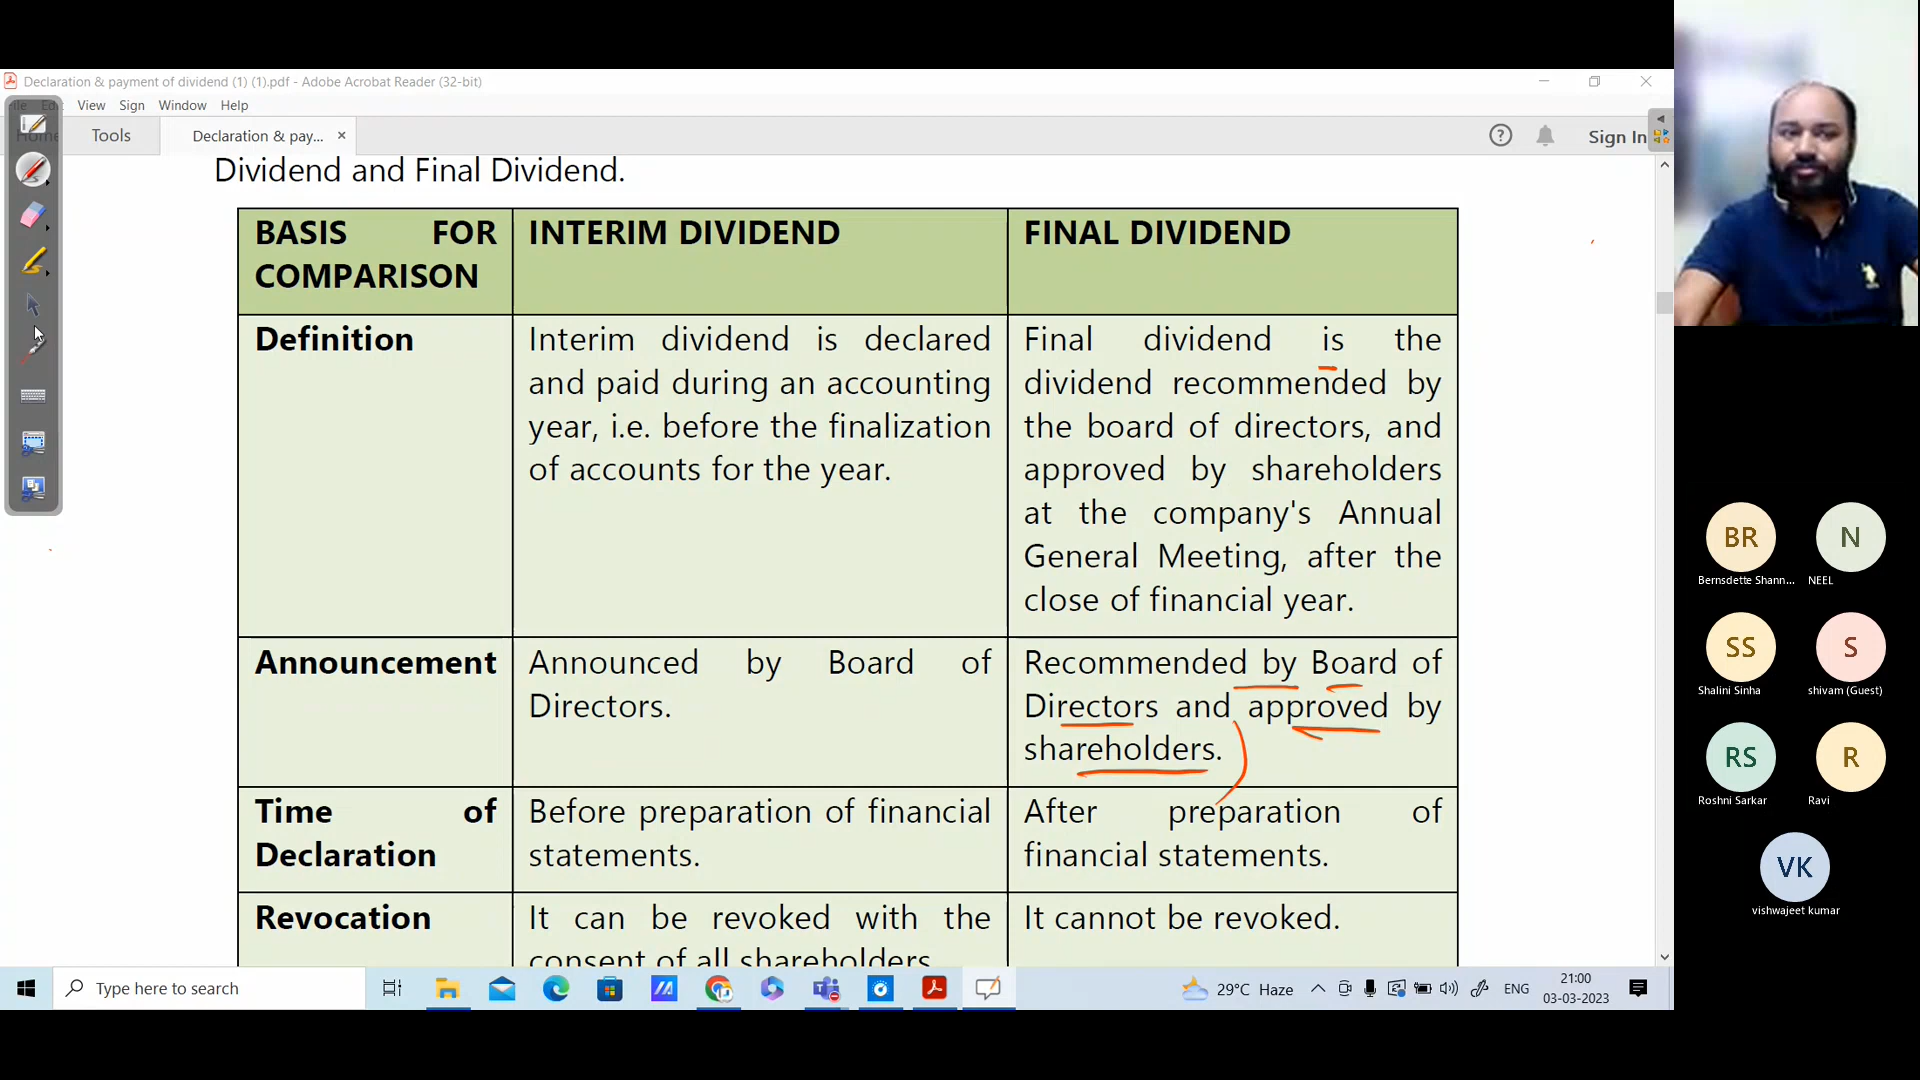 Declaration & payment of dividend (1) (1).pdf - Adobe Acrobat Reader (32-bit)
View Sign Window Help
Home Tools Declaration & pay... × Sign In
Dividend and Final Dividend.
BASIS FOR
COMPARISON
INTERIM DIVIDEND
FINAL DIVIDEND
Definition
Interim dividend is declared
and paid during an accounting
year, i.e. before the finalization
of accounts for the year.
Final dividend is the
dividend recommended by
the board of directors, and
approved by shareholders
at the company's Annual
General Meeting, after the
close of financial year.
Announcement
Announced by Board of
Directors.
Recommended by Board of
Directors and approved by
shareholders.
Time of
Declaration
Before preparation of financial
statements.
After preparation of
financial statements.
Revocation
It can be revoked with the
consent of all shareholders
It cannot be revoked.
BR
Bernsdette Shann...
N
NEEL
SS
Shalini Sinha
S
shivam (Guest)
RS
Roshni Sarkar
R
Ravi
VK
vishwajeet kumar
Type here to search
29°C Haze
ENG
21:00
03-03-2023